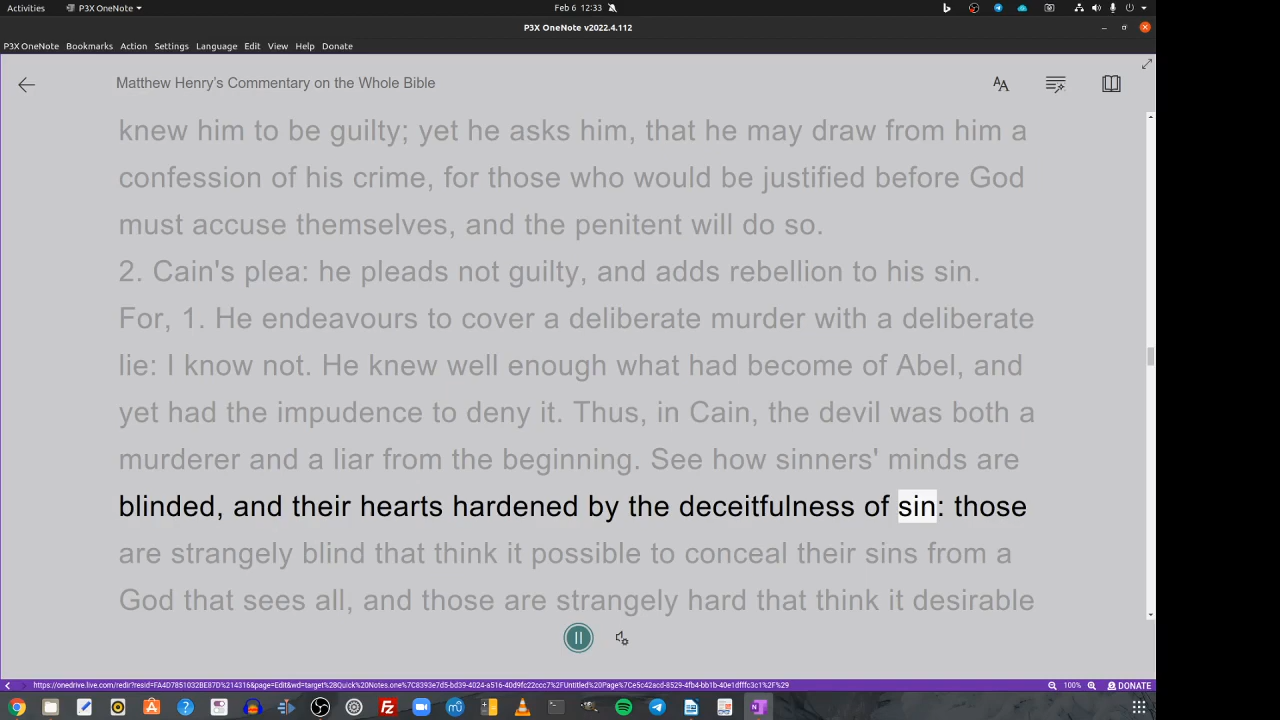 Activities
P3X OneNote
Feb 6 12:33
P3X OneNote v2022.4.112
P3X OneNote Bookmarks Action Settings Language Edit View Help Donate
Matthew Henry's Commentary on the Whole Bible
knew him to be guilty; yet he asks him, that he may draw from him a
confession of his crime, for those who would be justified before God
must accuse themselves, and the penitent will do so.
2. Cain's plea: he pleads not guilty, and adds rebellion to his sin.
For, 1. He endeavours to cover a deliberate murder with a deliberate
lie: I know not. He knew well enough what had become of Abel, and
yet had the impudence to deny it. Thus, in Cain, the devil was both a
murderer and a liar from the beginning. See how sinners' minds are
blinded, and their hearts hardened by the deceitfulness of sin: those
are strangely blind that think it possible to conceal their sins from a
God that sees all, and those are strangely hard that think it desirable
100% DONATE